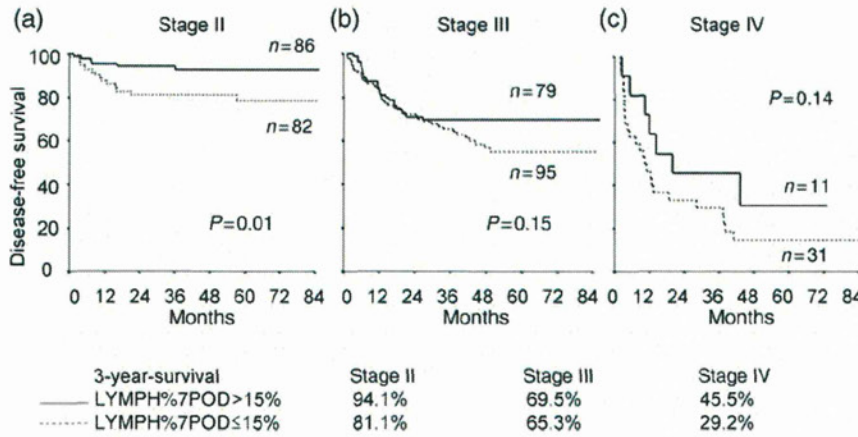 (a) Stage II (b) Stage III (c) Stage IV
100
80
60
40
20
0
Disease-free survival
n=86
n=82
P=0.01
0 12 24 36 48 60 72 84
Months
n=79
n=95
P=0.15
0 12 24 36 48 60 72 84
Months
P=0.14
n=11
n=31
0 12 24 36 48 60 72 84
Months
3-year-survival Stage II Stage III Stage IV
LYMPH%7POD>15% 94.1% 69.5% 45.5%
LYMPH%7POD≤15% 81.1% 65.3% 29.2%